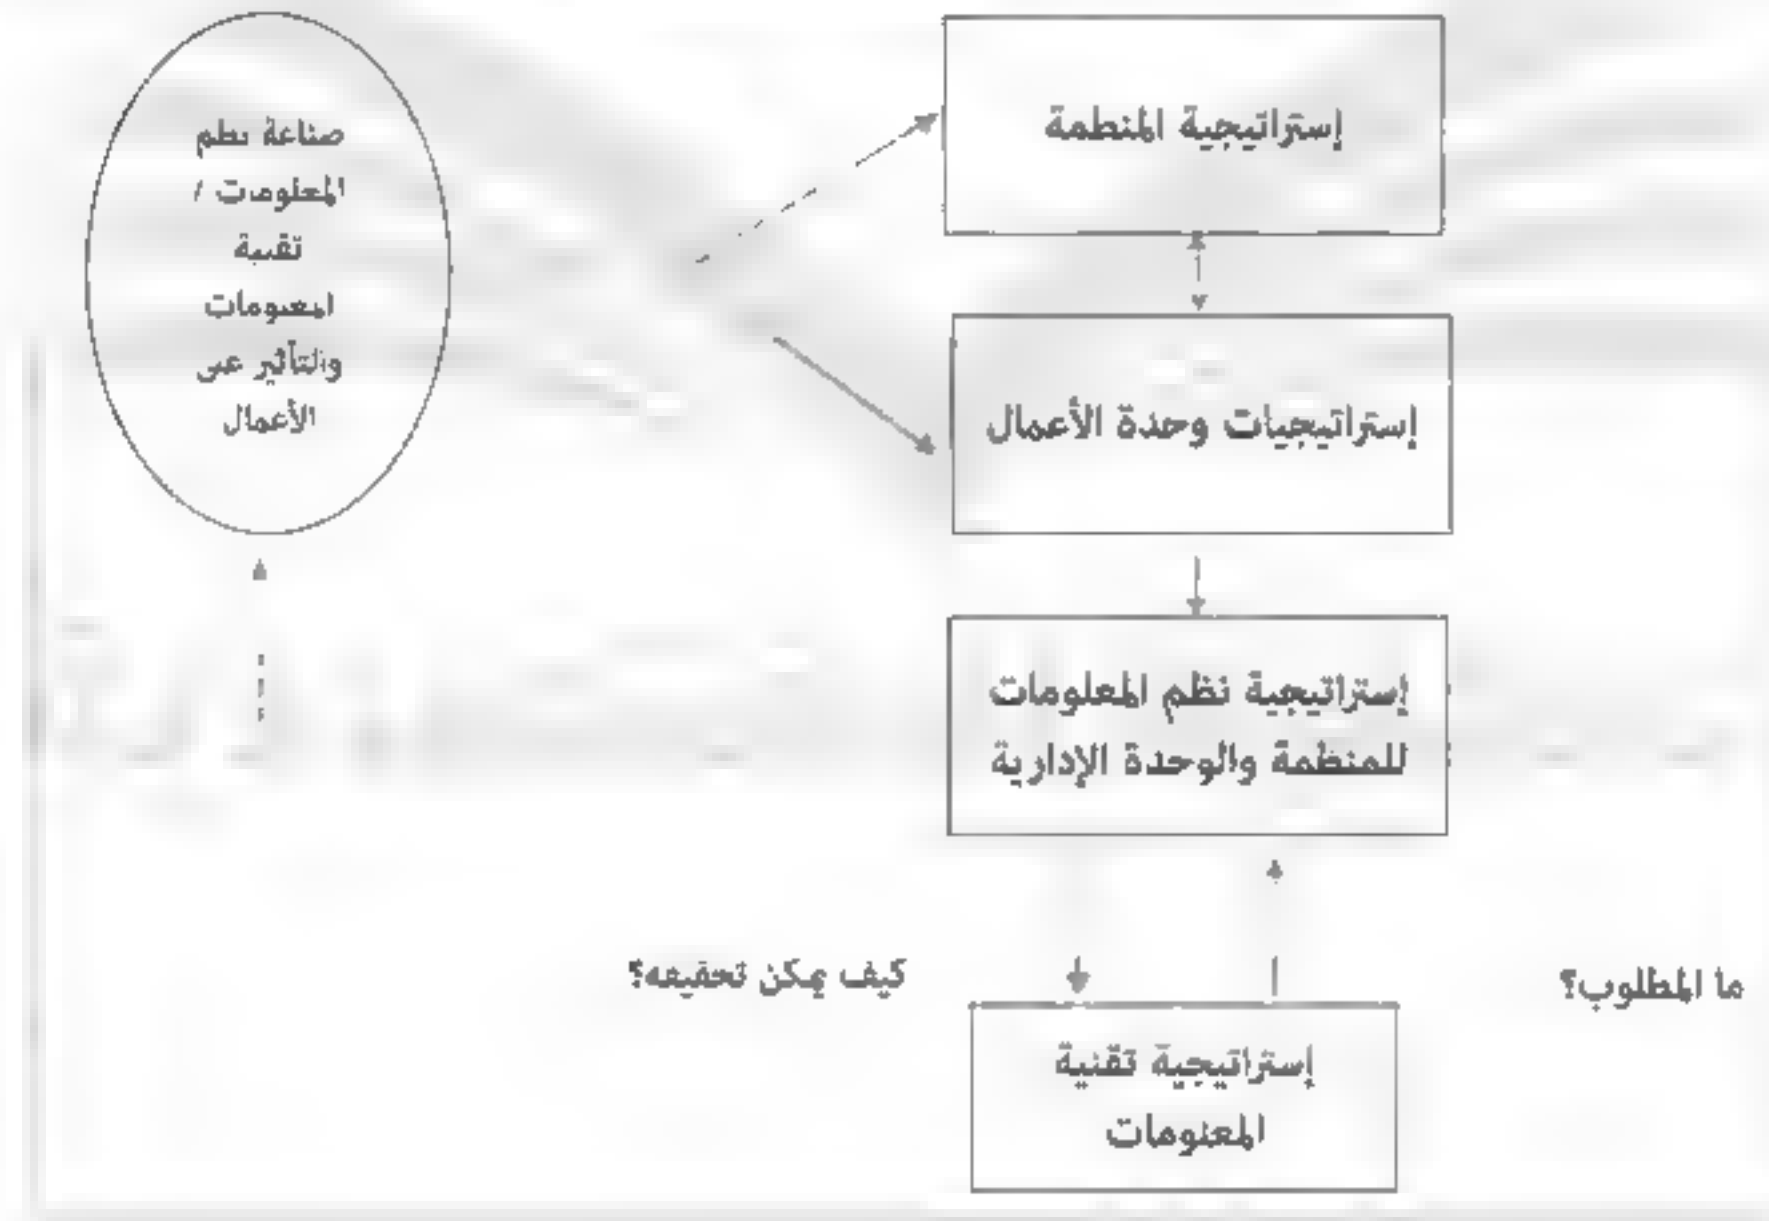 إستراتيجية المنظمة
صناعة نظم
المعلومات /
تقنية
المعلومات
والتأثير على
الأعمال
إستراتيجيات وحدة الأعمال
إستراتيجية نظم المعلومات
للمنظمة والوحدة الإدارية
ما المطلوب؟
كيف يمكن تحقيقه؟
إستراتيجية تقنية
المعلومات